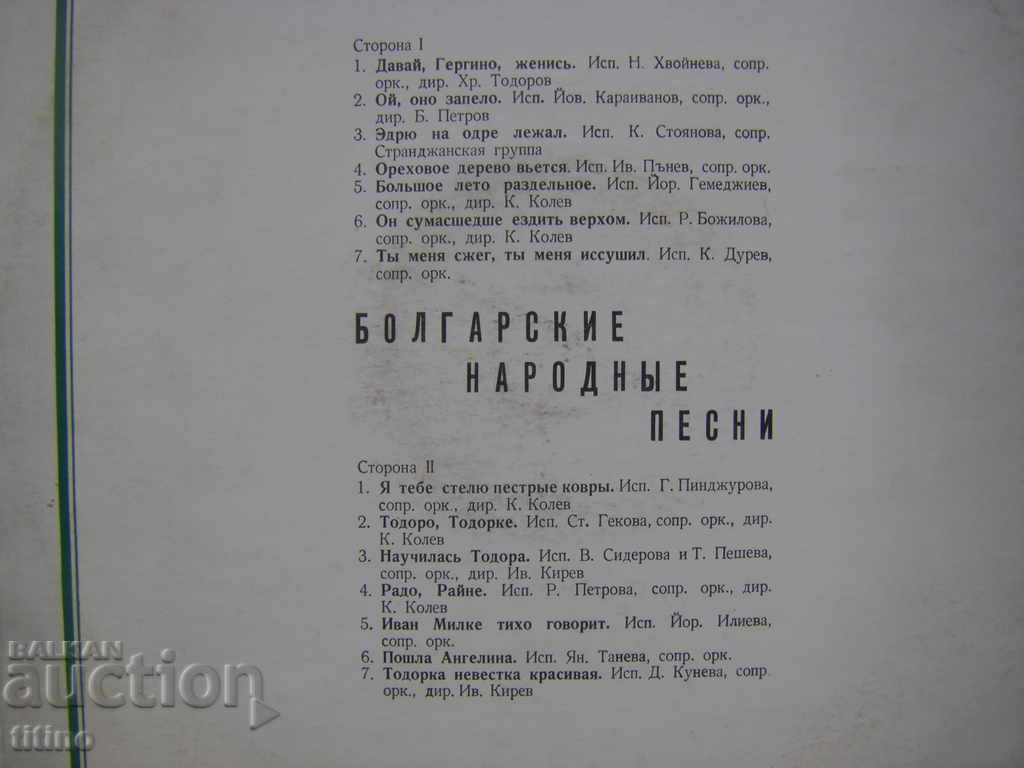 Сторона I
1. Давай, Гергино, женись. Исп. Н. Хвойнева, сопр.
орк., дир. Хр. Тодоров
2. Ой, оно запело. Исп. Йов. Караиванов, сопр. орк.,
дир. Б. Петров
3. Эдрю на одре лежал. Исп. К. Стоянова, сопр.
Странджанская группа
4. Ореховое дерево вьется. Исп. Ив. Пънев, сопр. орк.
5. Большое лето раздельное. Исп. Йор. Гемеджиев,
сопр. орк., дир. К. Колев
6. Он сумасшедше ездить верхом. Исп. Р. Божилова,
сопр. орк., дир. К. Колев
7. Ты меня сжег, ты меня иссушил. Исп. К. Дурев,
сопр. орк.
БОЛГАРСКИЕ
НАРОДНЫЕ
ПЕСНИ
Сторона II
1. Я тебе стелю пестрые ковры. Исп. Г. Пинджурова,
сопр. орк., дир. К. Колев
2. Тодоро, Тодорке. Исп. Ст. Гекова, сопр. орк., дир.
К. Колев
3. Научилась Тодора. Исп. В. Сидерова и Т. Пешева,
сопр. орк., дир. Ив. Кирев
4. Радо, Райне. Исп. Р. Петрова, сопр. орк., дир.
К. Колев
5. Иван Милке тихо говорит. Исп. Йор. Илиева,
сопр. орк.
6. Пошла Ангелина. Исп. Ян. Танева, сопр. орк.
7. Тодорка невестка красивая. Исп. Д. Кунева, сопр
орк., дир. Ив. Кирев
BALKAN
auction
titino